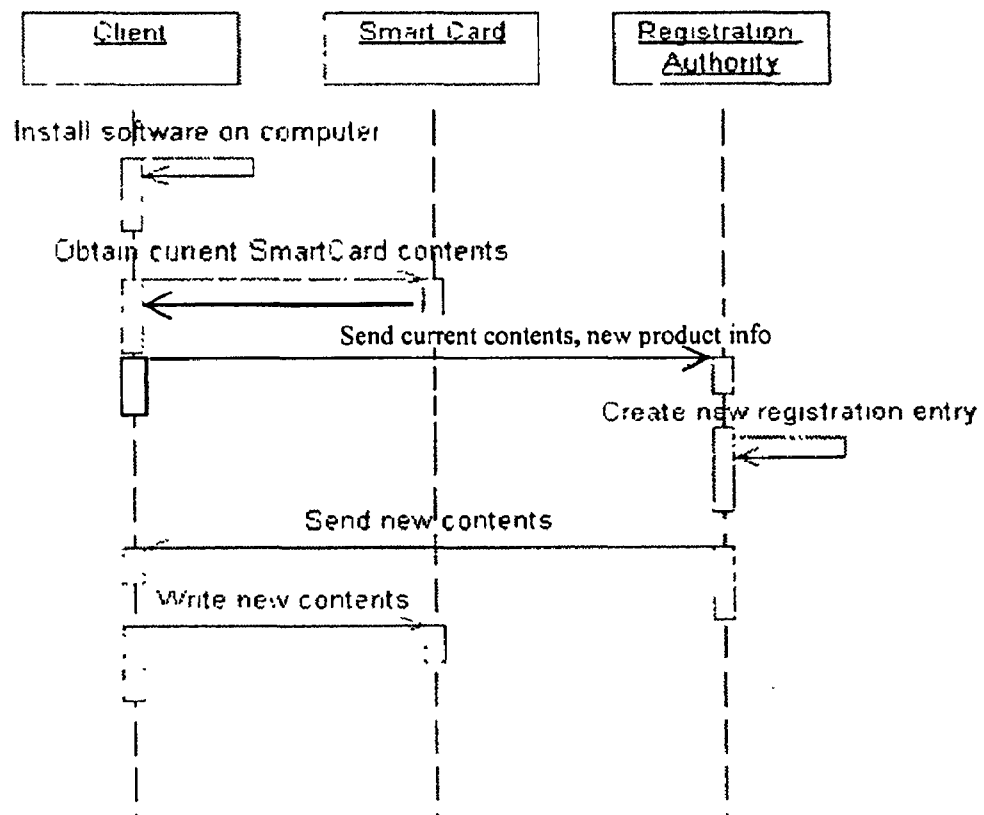 Client
Smart Card
Registration
Authority
Install software on computer
Obtain current SmartCard contents
Send current contents, new product info
Create new registration entry
Send new contents
Write new contents